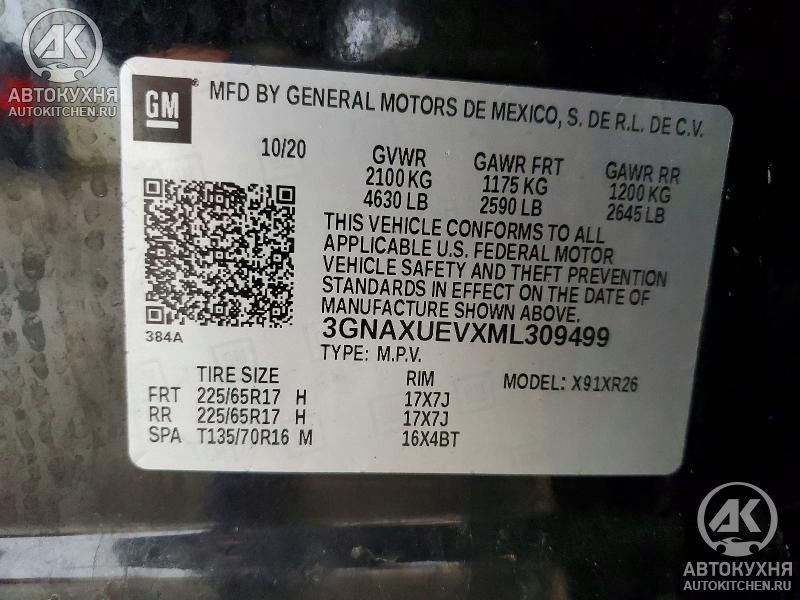 AK
АВТОКУХНЯ
AUTOKITCHEN.RU
GM
MFD BY GENERAL MOTORS DE MEXICO, S. DE R.L. DE C.V.
10/20 GVWR GAWR FRT GAWR RR
2100 KG 1175 KG 1200 KG
4630 LB 2590 LB 2645 LB
THIS VEHICLE CONFORMS TO ALL
APPLICABLE U.S. FEDERAL MOTOR
VEHICLE SAFETY AND THEFT PREVENTION
STANDARDS IN EFFECT ON THE DATE OF
MANUFACTURE SHOWN ABOVE.
384A
3GNAXUEVXML309499
TYPE: M.P.V.
TIRE SIZE RIM MODEL: X91XR26
FRT 225/65R17 H 17X7J
RR 225/65R17 H 17X7J
SPA T135/70R16 M 16X4BT
AK
АВТОКУХНЯ
AUTOKITCHEN.RU